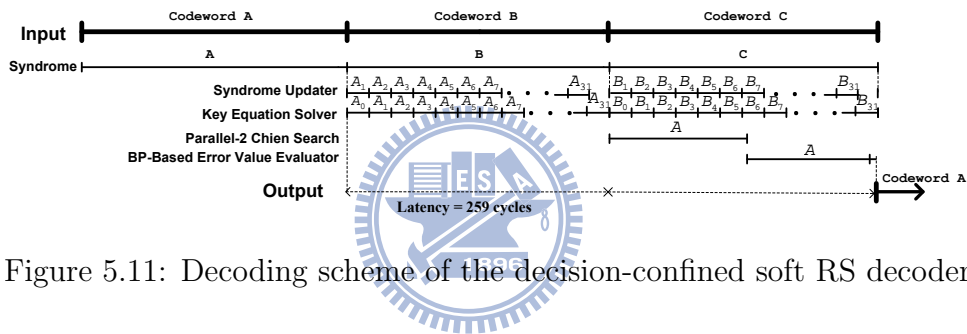 Codeword A Codeword B Codeword C
Input
Syndrome A B C
Syndrome Updater A1 A2 A3 A4 A5 A6 A7 A31 B1 B2 B3 B4 B5 B6 B7 B31
Key Equation Solver A0 A1 A2 A3 A4 A5 A6 A7 A31 B0 B1 B2 B3 B4 B5 B6 B7 B31
Parallel-2 Chien Search A
BP-Based Error Value Evaluator A
Output Codeword A
Latency = 259 cycles
E S A
1896
Figure 5.11: Decoding scheme of the decision-confined soft RS decoder